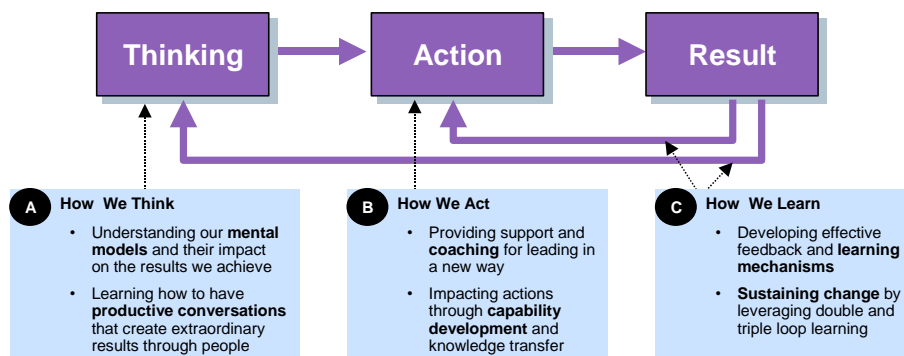 Thinking
Action
Result
A
How We Think
• Understanding our mental
models and their impact
on the results we achieve
• Learning how to have
productive conversations
that create extraordinary
results through people
B
How We Act
• Providing support and
coaching for leading in
a new way
• Impacting actions
through capability
development and
knowledge transfer
C
How We Learn
• Developing effective
feedback and learning
mechanisms
• Sustaining change by
leveraging double and
triple loop learning